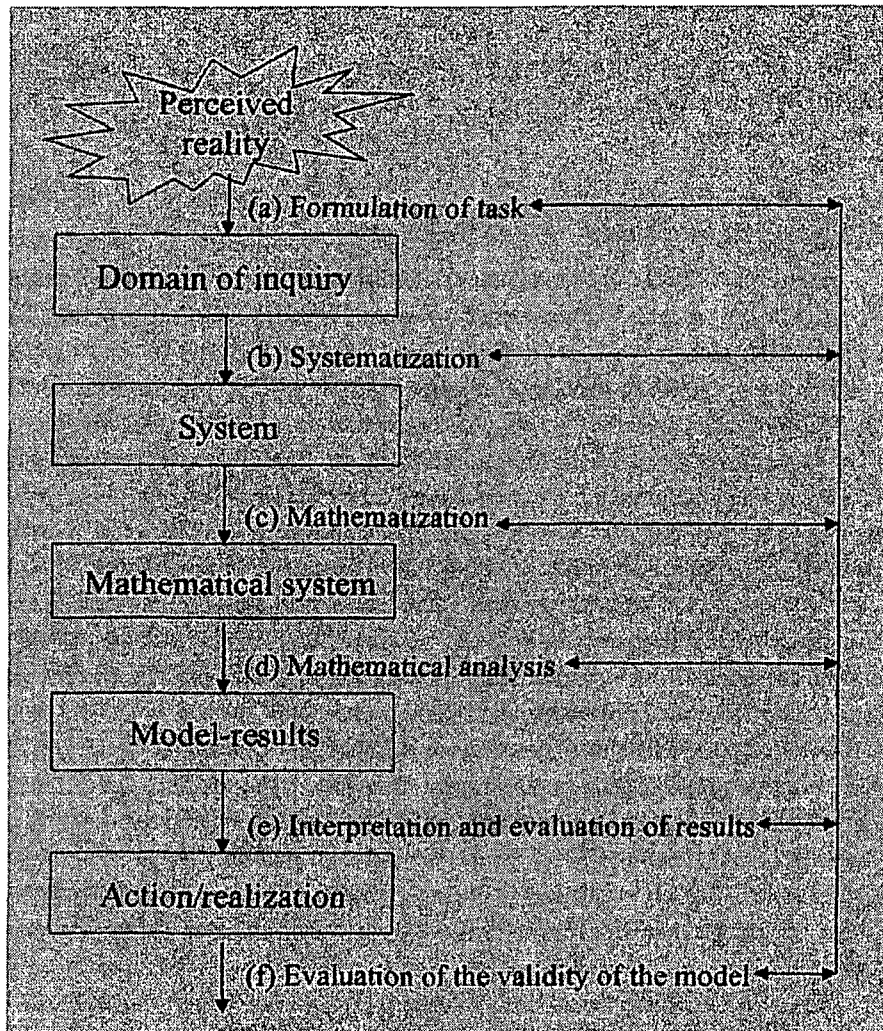 Perceived
reality
(a) Formulation of task
Domain of inquiry
(b) Systematization
System
(c) Mathematization
Mathematical system
(d) Mathematical analysis
Model-results
(e) Interpretation and evaluation of results
Action/realization
(f) Evaluation of the validity of the model